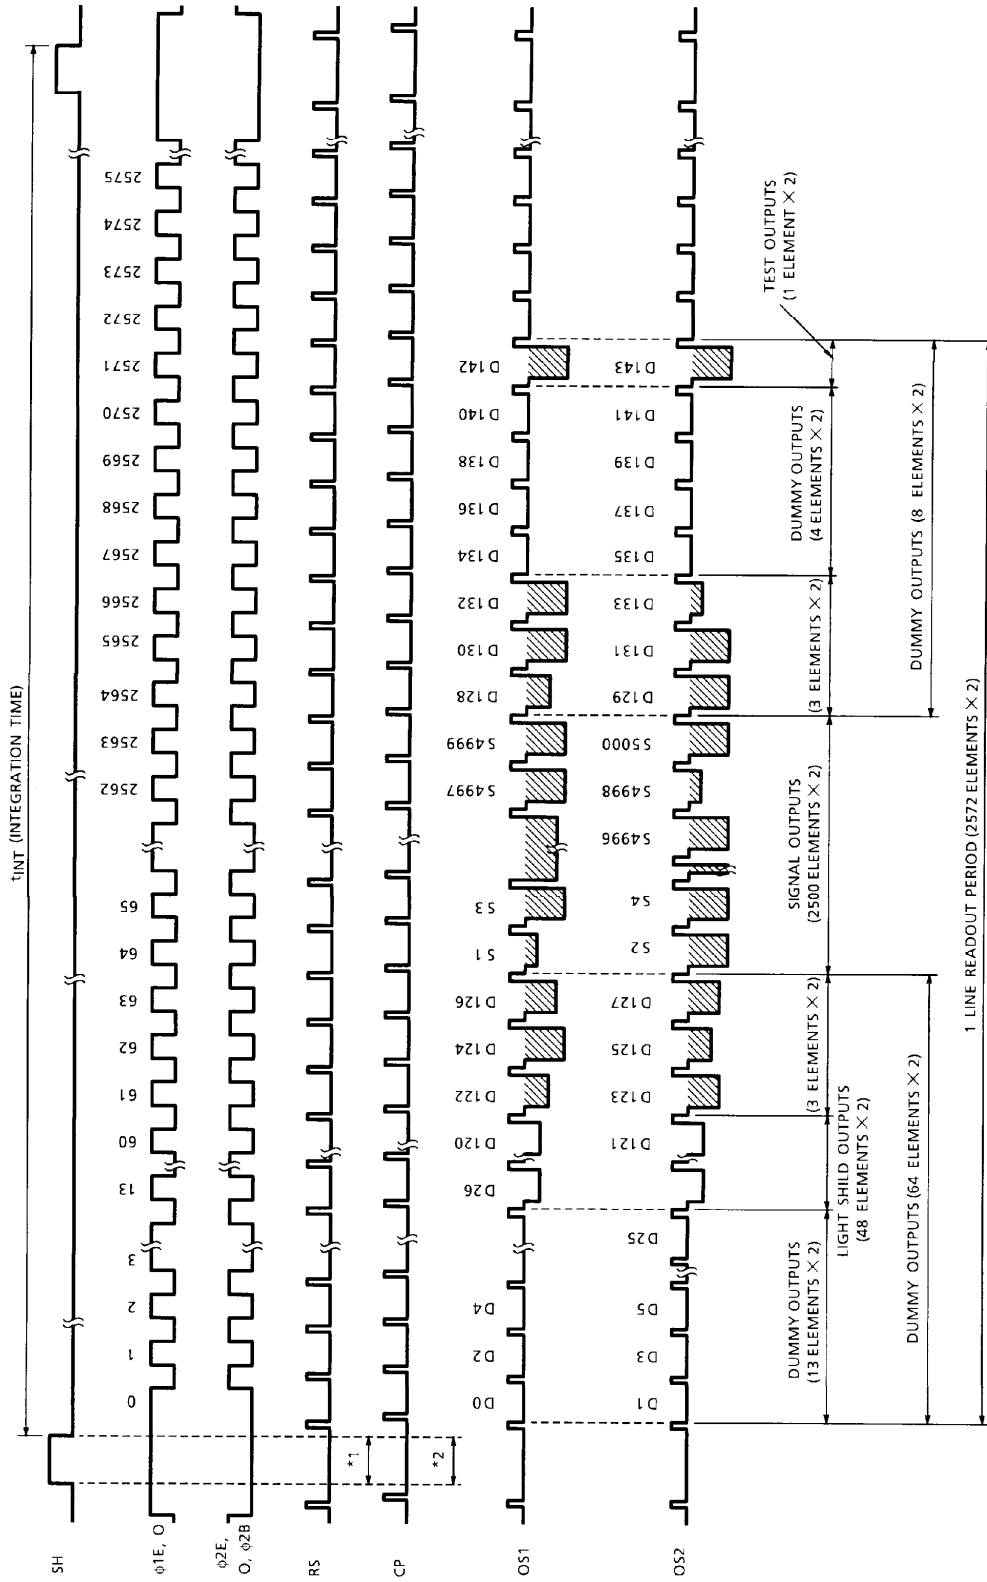 tINT (INTEGRATION TIME)
SH
φ1E, O
0 1 2 3 13 60 61 62 63 64 65 2562 2563 2564 2565 2566 2567 2568 2569 2570 2571 2572 2573 2574 2575
φ2E,
O, φ2B
RS
*1
CP
*2
OS1
D0 D2 D4 D26 D120 D122 D124 D126 S1 S3 S4997 S4999 D128 D130 D132 D134 D136 D138 D140 D142
OS2
D1 D3 D5 D25 D121 D123 D125 D127 S2 S4 S4996 S4998 S5000 D129 D131 D133 D135 D137 D139 D141 D143
DUMMY OUTPUTS
(13 ELEMENTS × 2)
LIGHT SHILD OUTPUTS
(48 ELEMENTS × 2)
(3 ELEMENTS × 2)
SIGNAL OUTPUTS
(2500 ELEMENTS × 2)
(3 ELEMENTS × 2)
DUMMY OUTPUTS
(4 ELEMENTS × 2)
TEST OUTPUTS
(1 ELEMENT × 2)
DUMMY OUTPUTS (64 ELEMENTS × 2)
DUMMY OUTPUTS (8 ELEMENTS × 2)
1 LINE READOUT PERIOD (2572 ELEMENTS × 2)